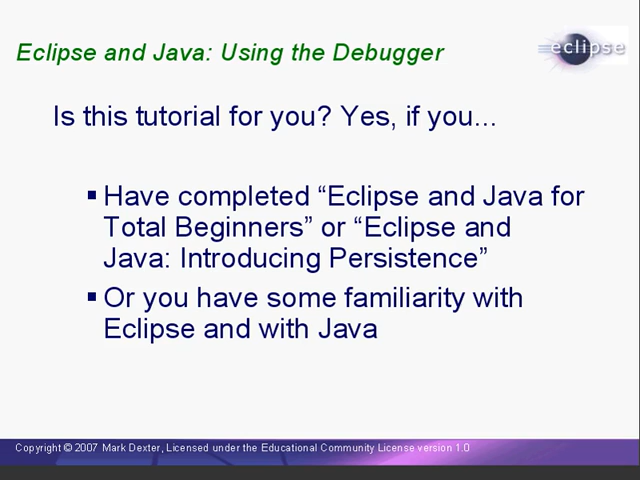 Eclipse and Java: Using the Debugger
eclipse
Is this tutorial for you? Yes, if you...
▪ Have completed “Eclipse and Java for
Total Beginners” or “Eclipse and
Java: Introducing Persistence”
▪ Or you have some familiarity with
Eclipse and with Java
Copyright © 2007 Mark Dexter, Licensed under the Educational Community License version 1.0